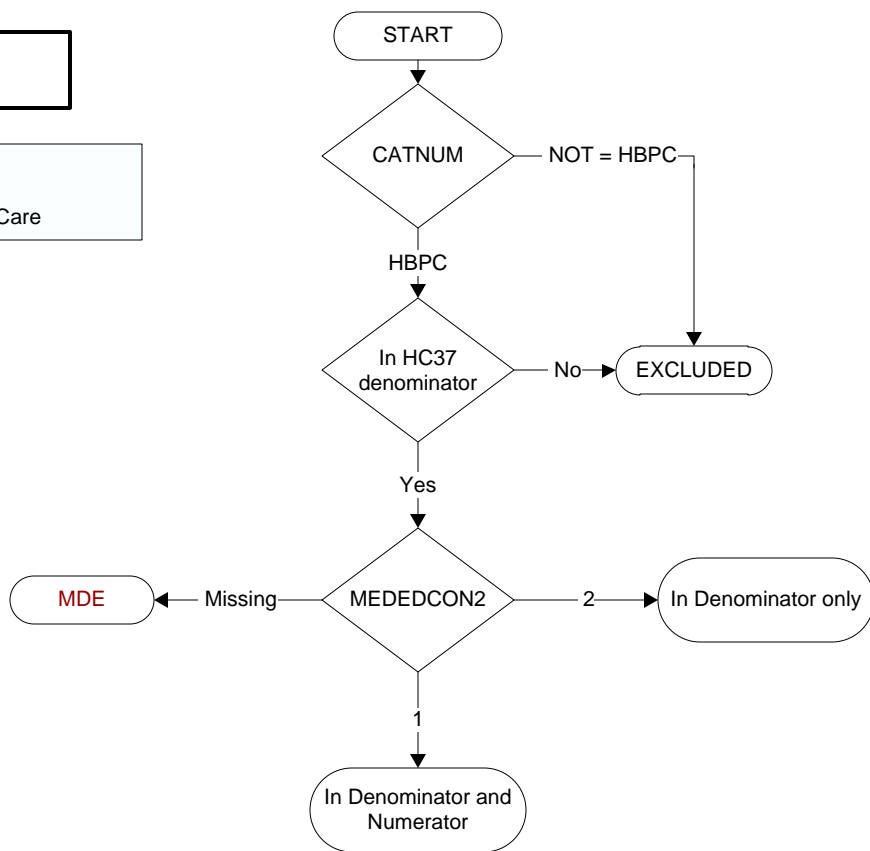 START
CATNUM
NOT = HBPC
Care
HBPC
In HC37
denominator
No
EXCLUDED
Yes
MDE
Missing
MEDEDCON2
2
In Denominator only
1
In Denominator and
Numerator